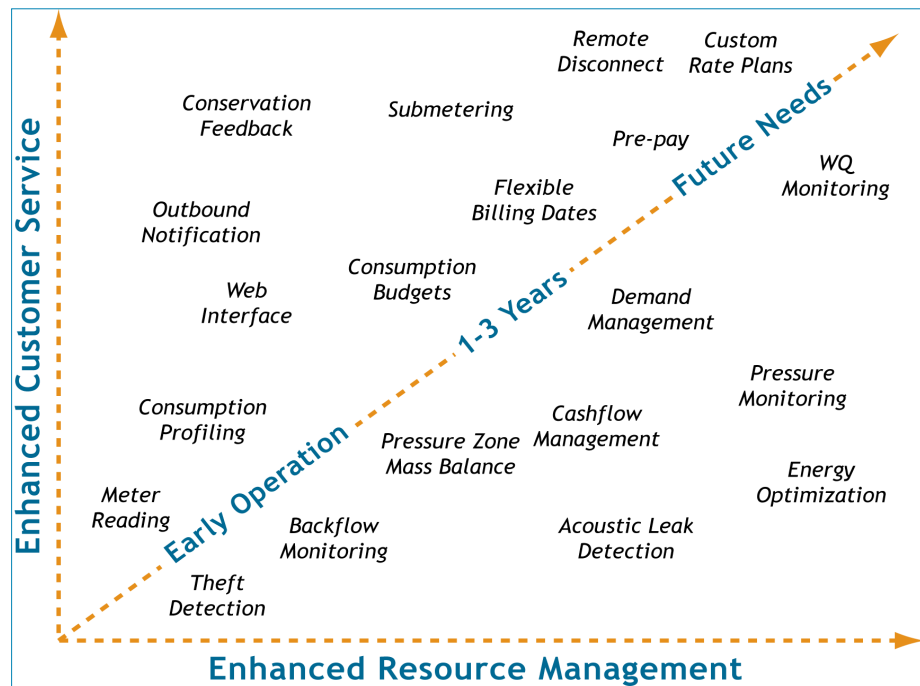 Remote
Disconnect
Custom
Rate Plans
Conservation
Feedback
Submetering
Pre-pay
Future Needs
WQ
Monitoring
Flexible
Billing Dates
Outbound
Notification
Consumption
Budgets
Web
Interface
1-3 Years
Demand
Management
Pressure
Monitoring
Consumption
Profiling
Cashflow
Management
Pressure Zone
Mass Balance
Early Operation
Energy
Optimization
Meter
Reading
Backflow
Monitoring
Acoustic Leak
Detection
Theft
Detection
Enhanced Customer Service
Enhanced Resource Management